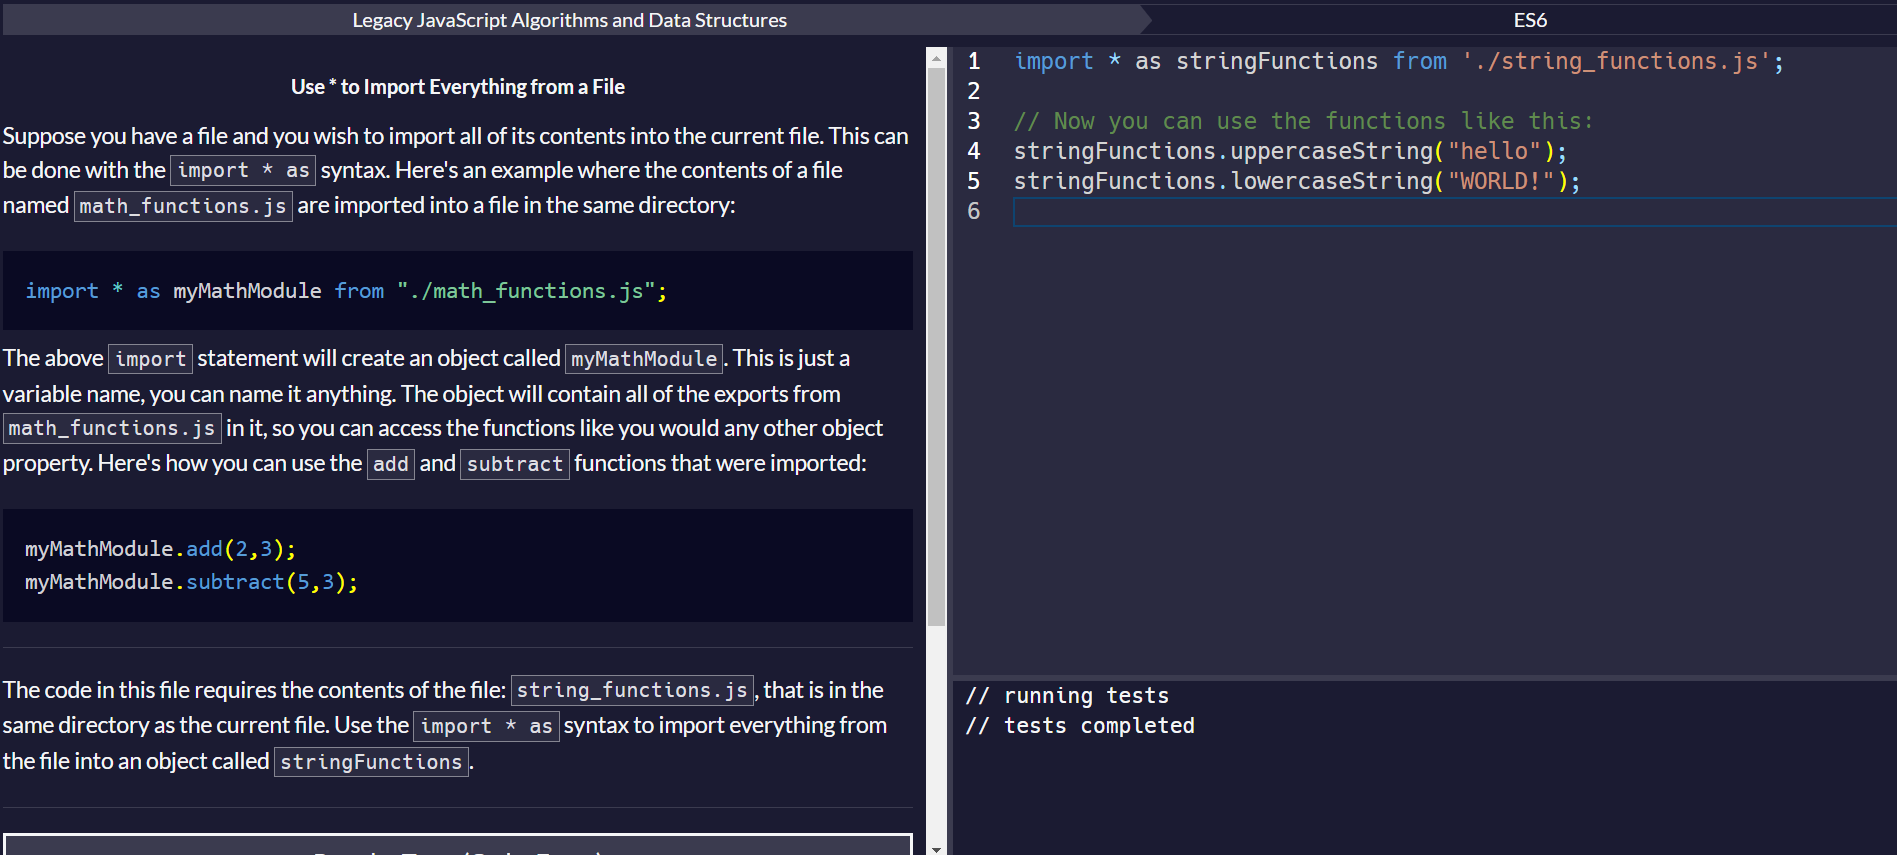 Legacy JavaScript Algorithms and Data Structures
ES6
Use * to Import Everything from a File
Suppose you have a file and you wish to import all of its contents into the current file. This can
be done with the import * as syntax. Here's an example where the contents of a file
named math_functions.js are imported into a file in the same directory:
import * as myMathModule from "./math_functions.js";
The above import statement will create an object called myMathModule. This is just a
variable name, you can name it anything. The object will contain all of the exports from
math_functions.js in it, so you can access the functions like you would any other object
property. Here's how you can use the add and subtract functions that were imported:
myMathModule.add(2,3);
myMathModule.subtract(5,3);
The code in this file requires the contents of the file: string_functions.js, that is in the
same directory as the current file. Use the import * as syntax to import everything from
the file into an object called stringFunctions.
1 import * as stringFunctions from './string_functions.js';
2
3 // Now you can use the functions like this:
4 stringFunctions.uppercaseString("hello");
5 stringFunctions.lowercaseString("WORLD!");
6
// running tests
// tests completed